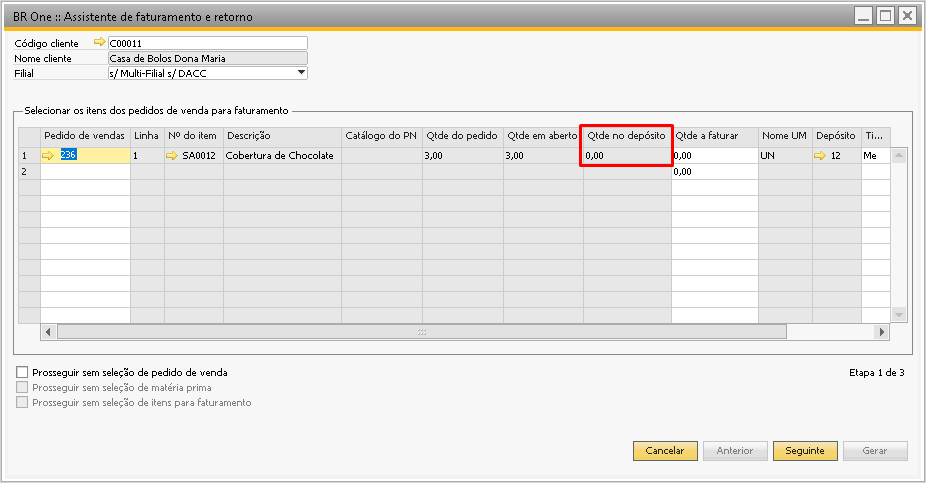 BR One :: Assistente de faturamento e retorno
Código cliente C00011
Nome cliente Casa de Bolos Dona Maria
Filial s/ Multi-Filial s/ DACC
Selecionar os itens dos pedidos de venda para faturamento
Pedido de vendas Linha Nº do item Descrição Catálogo do PN Qtde do pedido Qtde em aberto Qtde no depósito Qtde a faturar Nome UM Depósito Ti...
1 236 1 SA0012 Cobertura de Chocolate 3,00 3,00 0,00 0,00 UN 12 Me
2 0,00
Prosseguir sem seleção de pedido de venda Etapa 1 de 3
Prosseguir sem seleção de matéria prima
Prosseguir sem seleção de itens para faturamento
Cancelar Anterior Seguinte Gerar